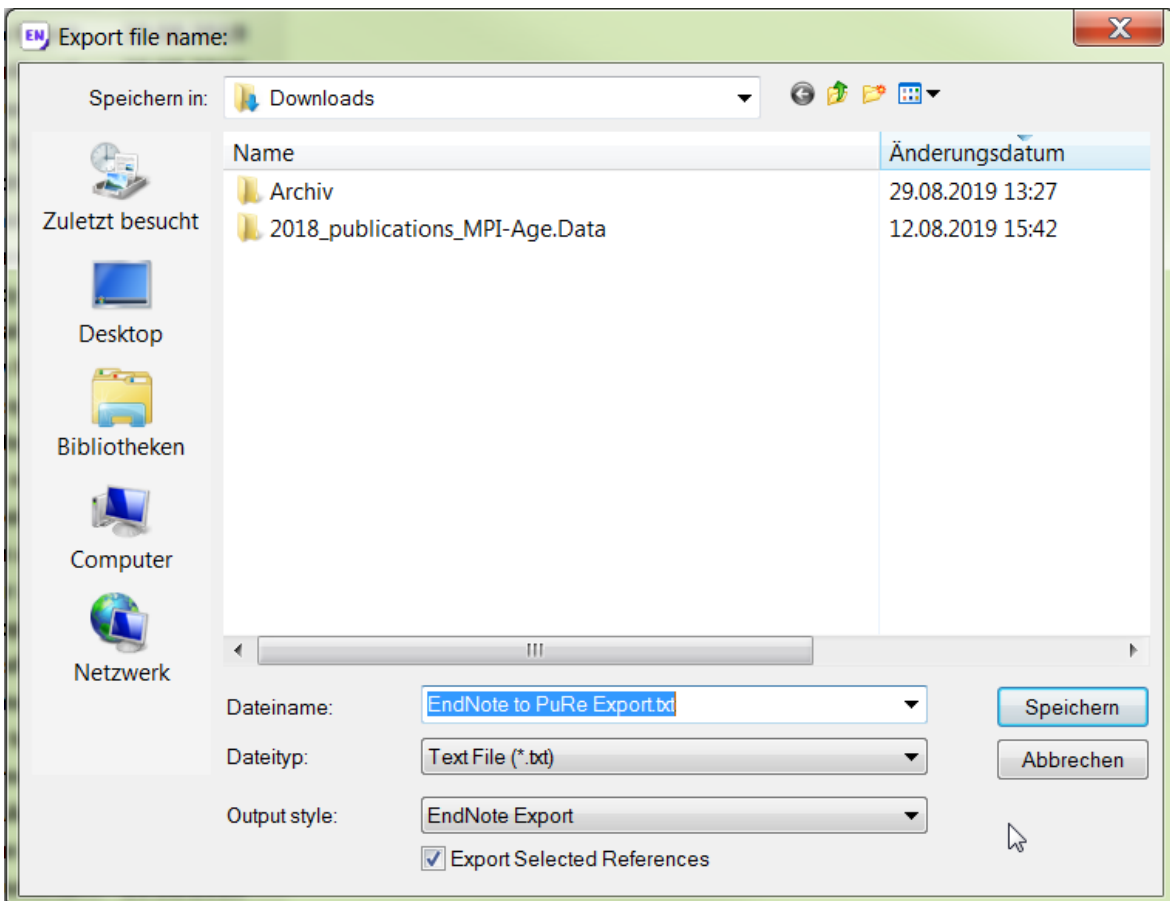 EN Export file name:
Speichern in: Downloads
Name Änderungsdatum
Archiv 29.08.2019 13:27
2018_publications_MPI-Age.Data 12.08.2019 15:42
Zuletzt besucht
Desktop
Bibliotheken
Computer
Netzwerk
Dateiname: EndNote to PuRe Export.txt Speichern
Dateityp: Text File (*.txt) Abbrechen
Output style: EndNote Export
Export Selected References